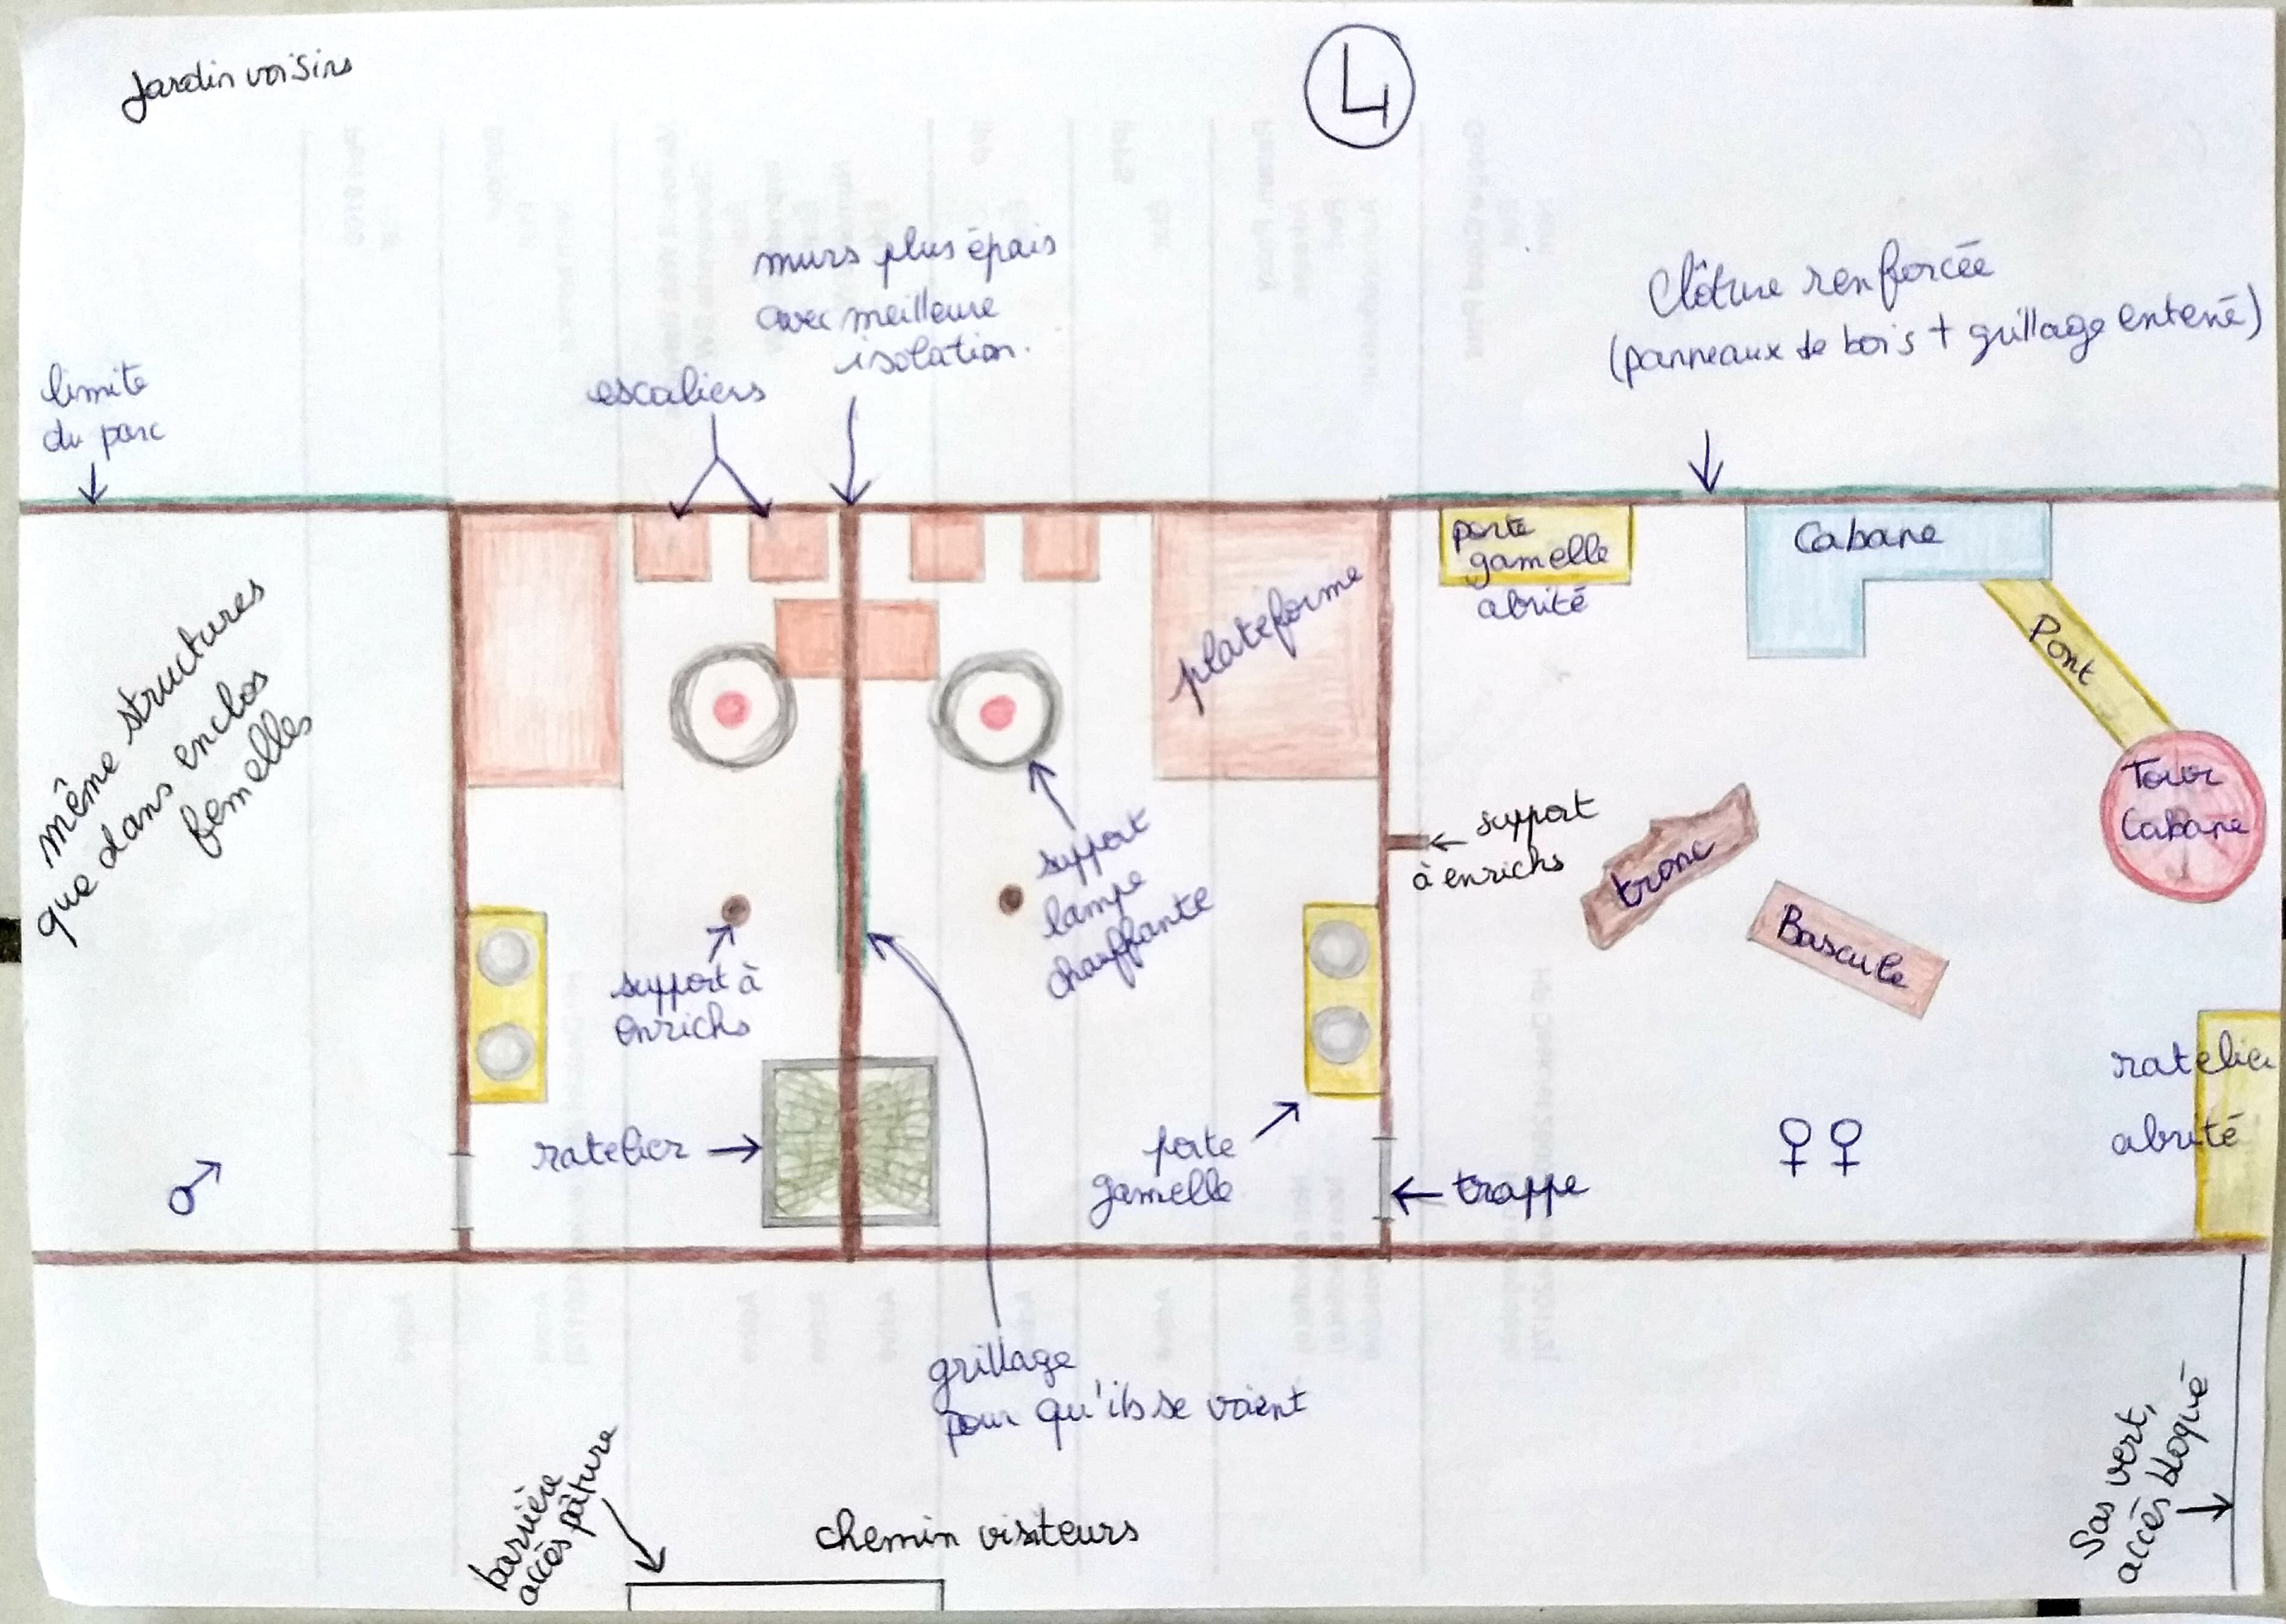 Jardin voisins
4
murs plus épais
avec meilleure
isolation.
Clôture renforcée
(panneaux de bois + grillage enterré)
limite
du parc
escaliers
porte
gamelle
abrité
Cabane
plateforme
Pont
même structures
que dans enclos
femelles
Tour
Cabane
support
lampe
chauffante
support
à enrichs
tronc
Bascule
support à
enrichs
ratelier
abrité
ratelier
porte
gamelle
trappe
♂
♀♀
grillage
pour qu'ils se voient
barrière
accès pâture
chemin visiteurs
Sas vert,
accès bloqué